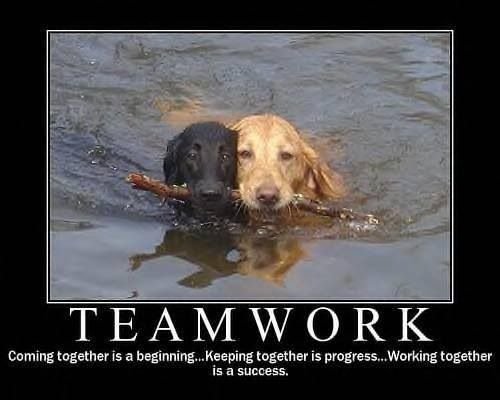 TEAMWORK
Coming together is a beginning...Keeping together is progress...Working together
is a success.